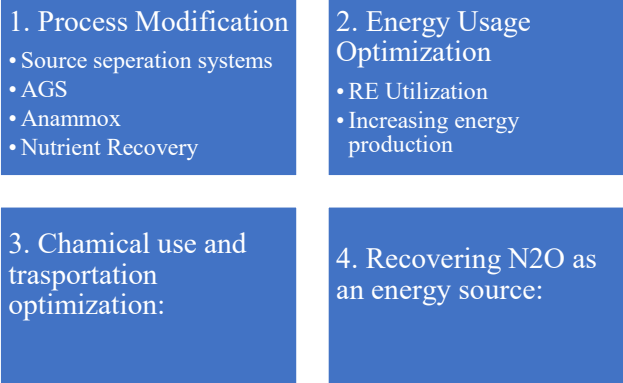 1. Process Modification
• Source seperation systems
• AGS
• Anammox
• Nutrient Recovery
2. Energy Usage
Optimization
• RE Utilization
• Increasing energy
production
3. Chamical use and
trasportation
optimization:
4. Recovering N2O as
an energy source: